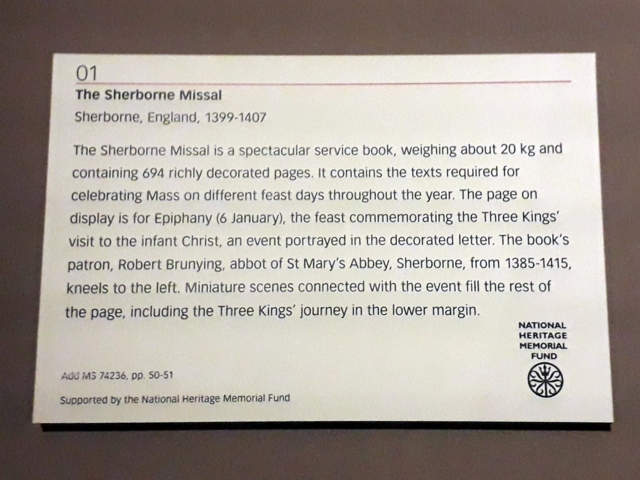 01
The Sherborne Missal
Sherborne, England, 1399-1407
The Sherborne Missal is a spectacular service book, weighing about 20 kg and
containing 694 richly decorated pages. It contains the texts required for
celebrating Mass on different feast days throughout the year. The page on
display is for Epiphany (6 January), the feast commemorating the Three Kings'
visit to the infant Christ, an event portrayed in the decorated letter. The book's
patron, Robert Brunying, abbot of St Mary's Abbey, Sherborne, from 1385-1415,
kneels to the left. Miniature scenes connected with the event fill the rest of
the page, including the Three Kings' journey in the lower margin.
NATIONAL
HERITAGE
MEMORIAL
FUND
Add MS 74236, pp. 50-51
Supported by the National Heritage Memorial Fund